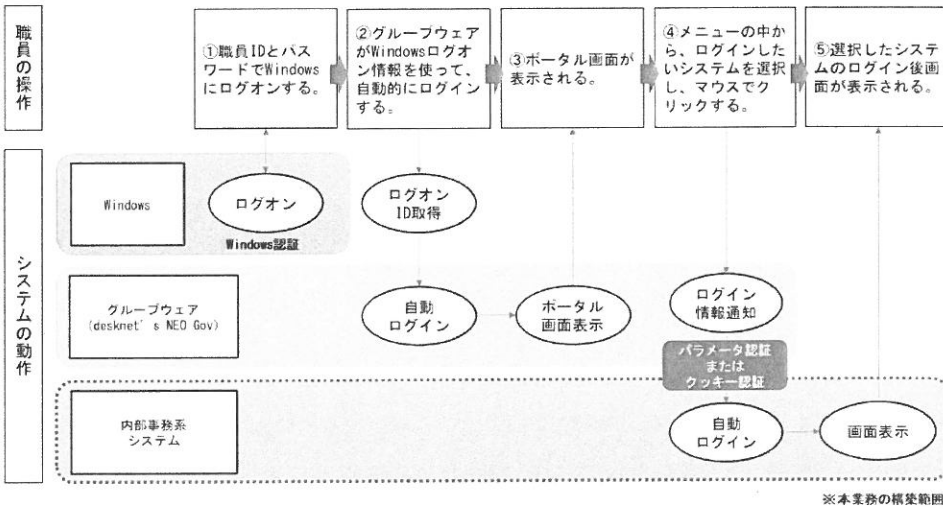 職員の操作
①職員IDとパス
ワードでWindows
にログオンする。
②グループウェア
がWindowsログオ
ン情報を使って、
自動的にログイン
する。
③ポータル画面が
表示される。
④メニューの中か
ら、ログインした
いシステムを選択
し、マウスでク
リックする。
⑤選択したシステ
ムのログイン後画
面が表示される。
システムの動作
Windows
ログオン
Windows認証
ログオン
ID取得
グループウェア
(desknet's NEO Gov)
自動
ログイン
ポータル
画面表示
ログイン
情報通知
パラメータ認証
または
クッキー認証
内部事務系
システム
自動
ログイン
画面表示
※本業務の構築範囲